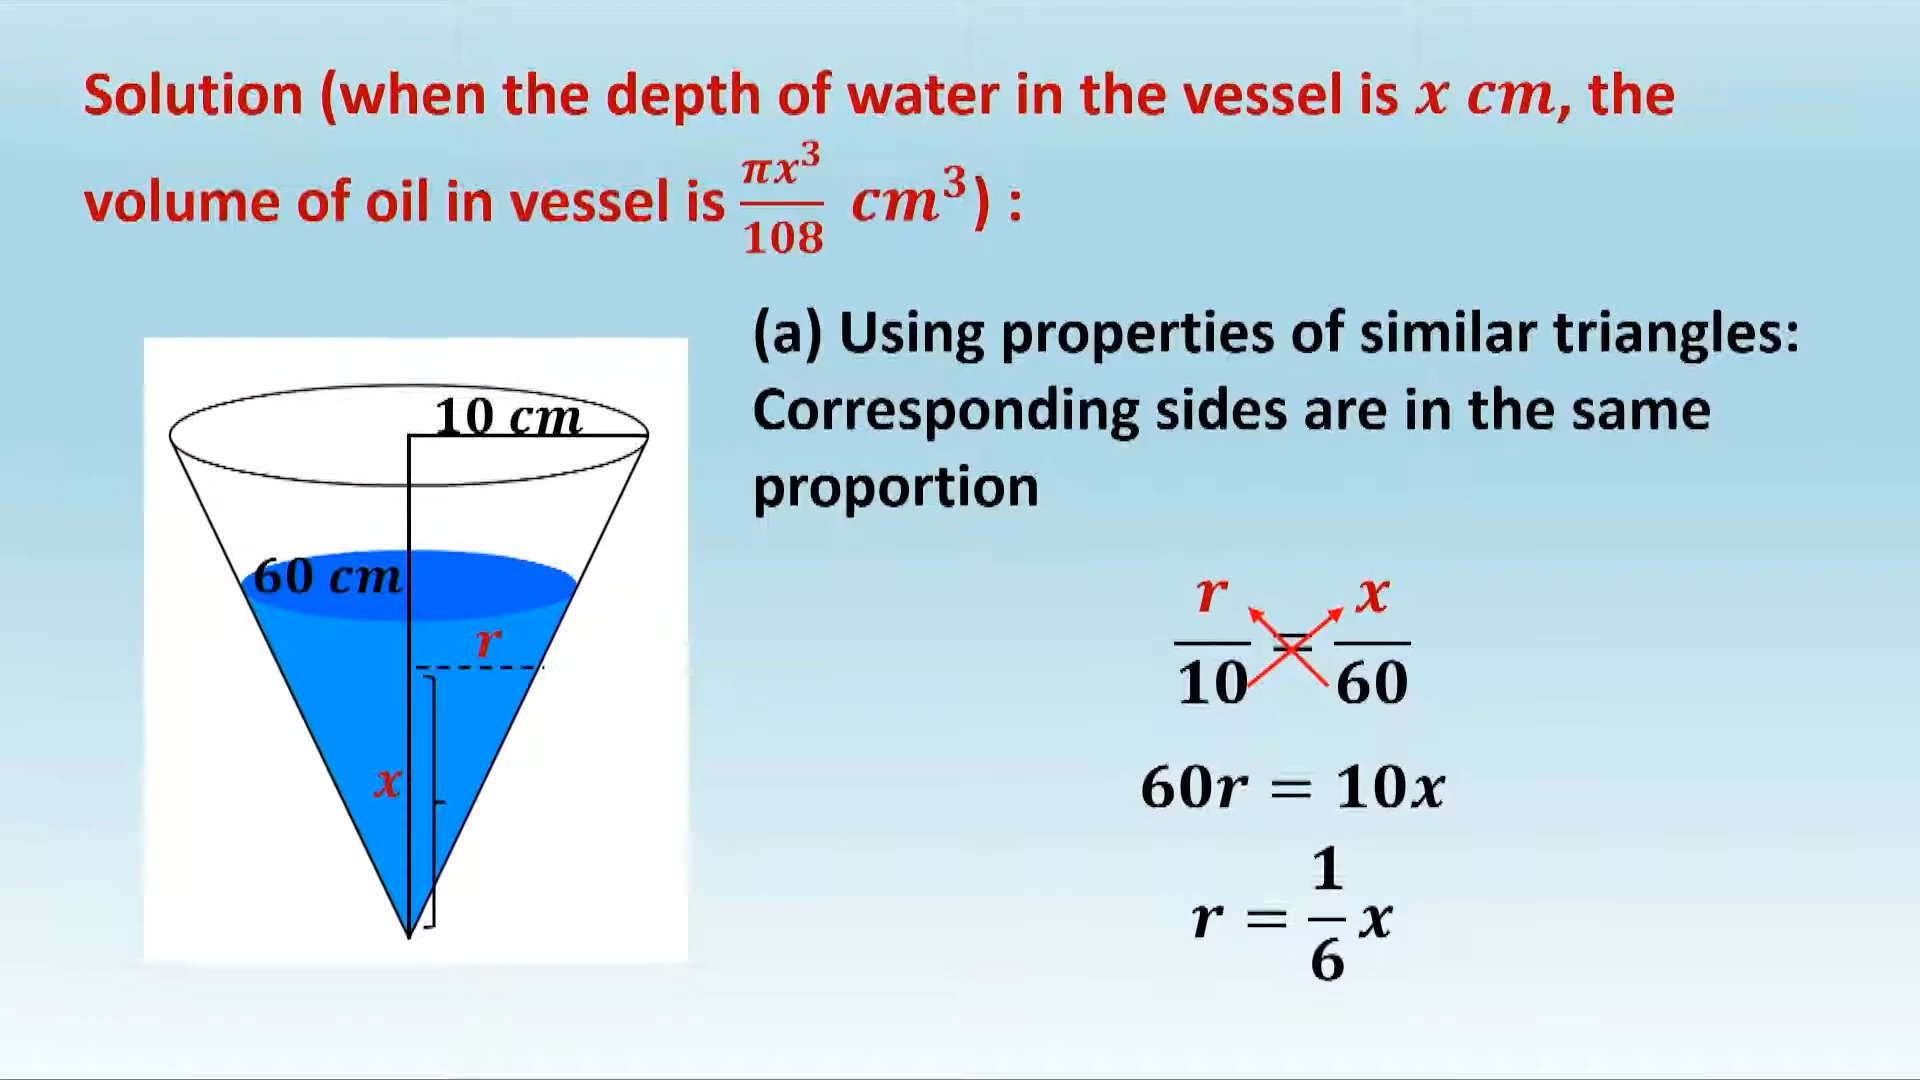 Solution (when the depth of water in the vessel is x cm, the
volume of oil in vessel is πx³/108 cm³) :
(a) Using properties of similar triangles:
Corresponding sides are in the same
proportion
10 cm
60 cm
r
x
r/10 = x/60
60r = 10x
r = 1/6 x